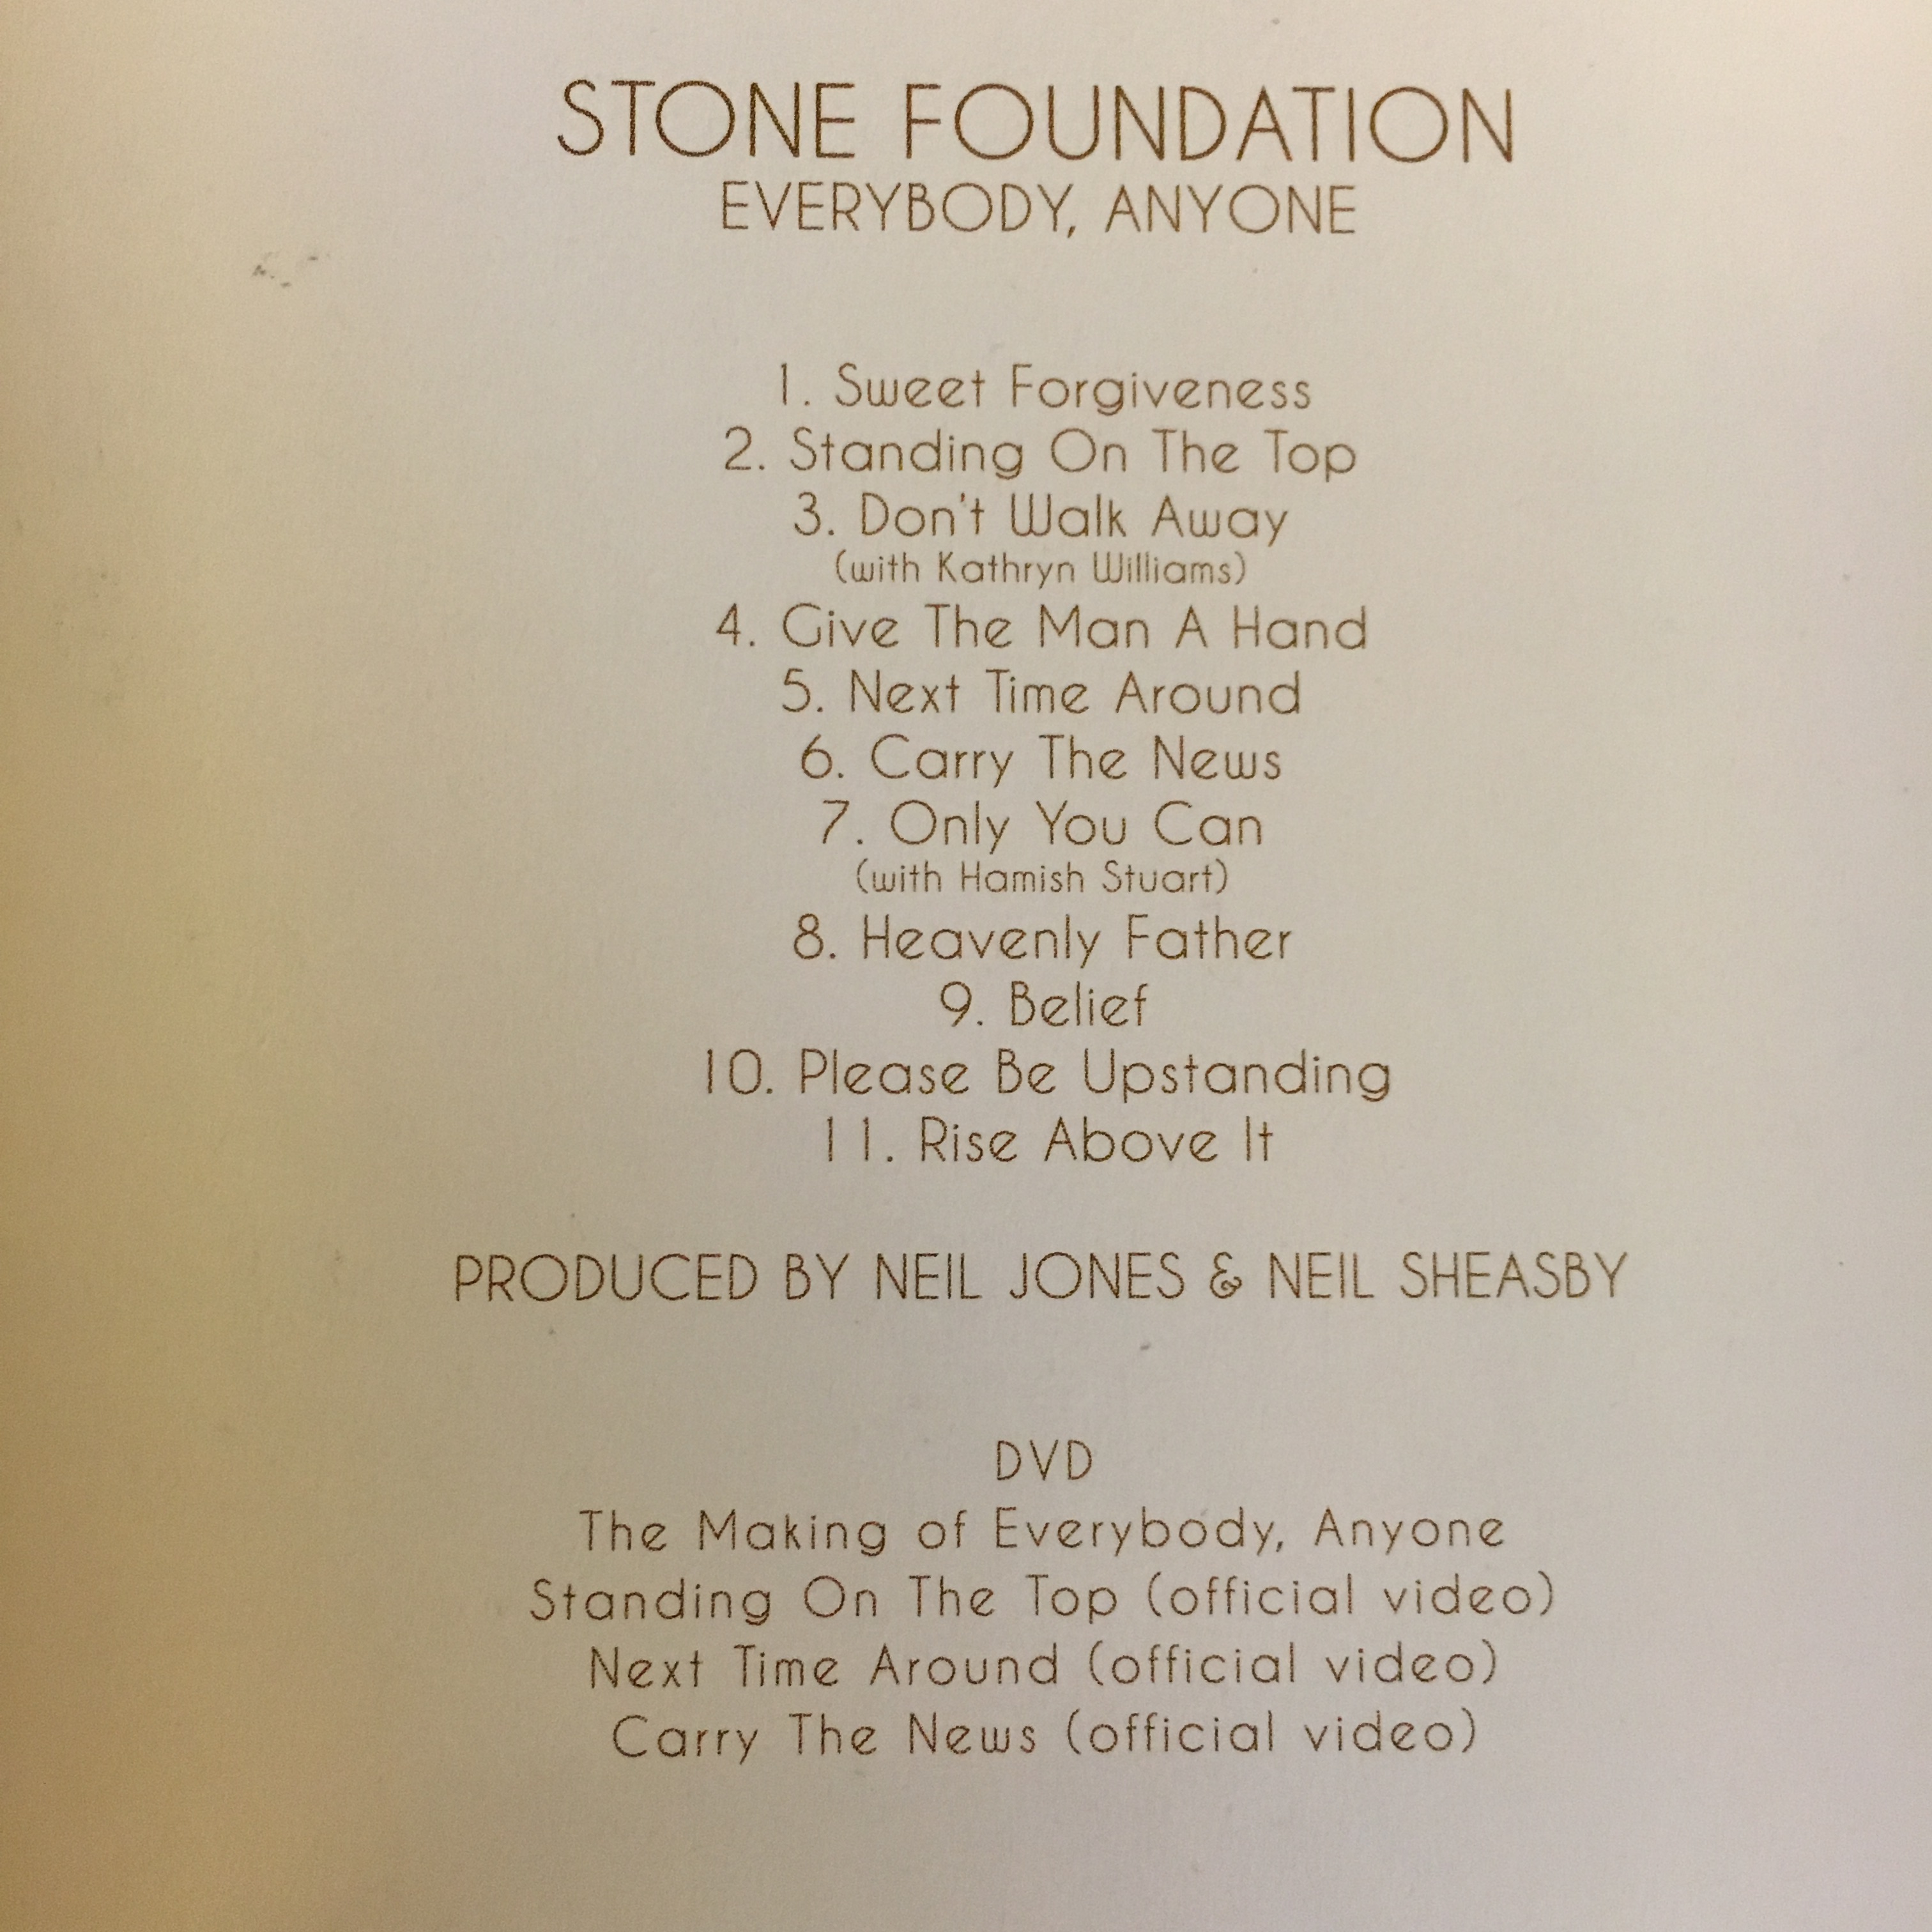 STONE FOUNDATION
EVERYBODY, ANYONE
1. Sweet Forgiveness
2. Standing On The Top
3. Don't Walk Away
(with Kathryn Williams)
4. Give The Man A Hand
5. Next Time Around
6. Carry The News
7. Only You Can
(with Hamish Stuart)
8. Heavenly Father
9. Belief
10. Please Be Upstanding
11. Rise Above It
PRODUCED BY NEIL JONES & NEIL SHEASBY
DVD
The Making of Everybody, Anyone
Standing On The Top (official video)
Next Time Around (official video)
Carry The News (official video)